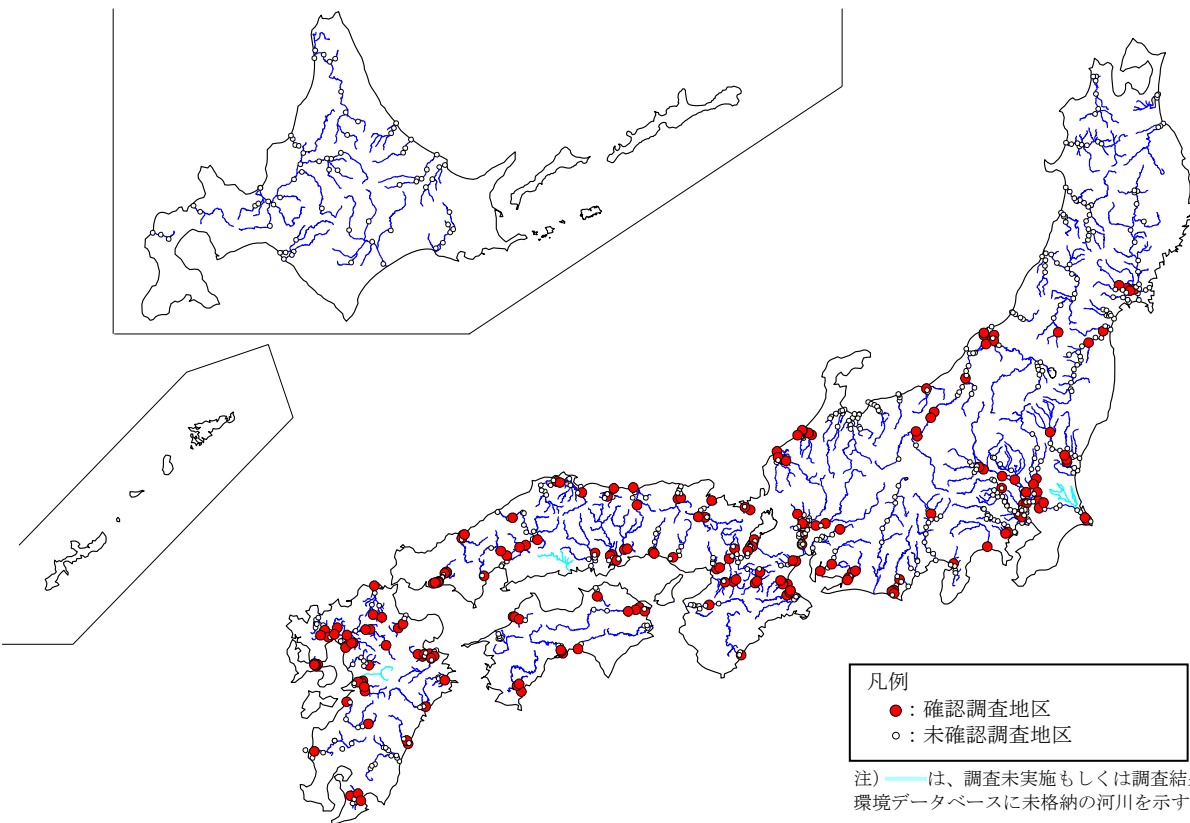 凡例
●：確認調査地区
○：未確認調査地区
注）は、調査未実施もしくは調査結
環境データベースに未格納の河川を示す